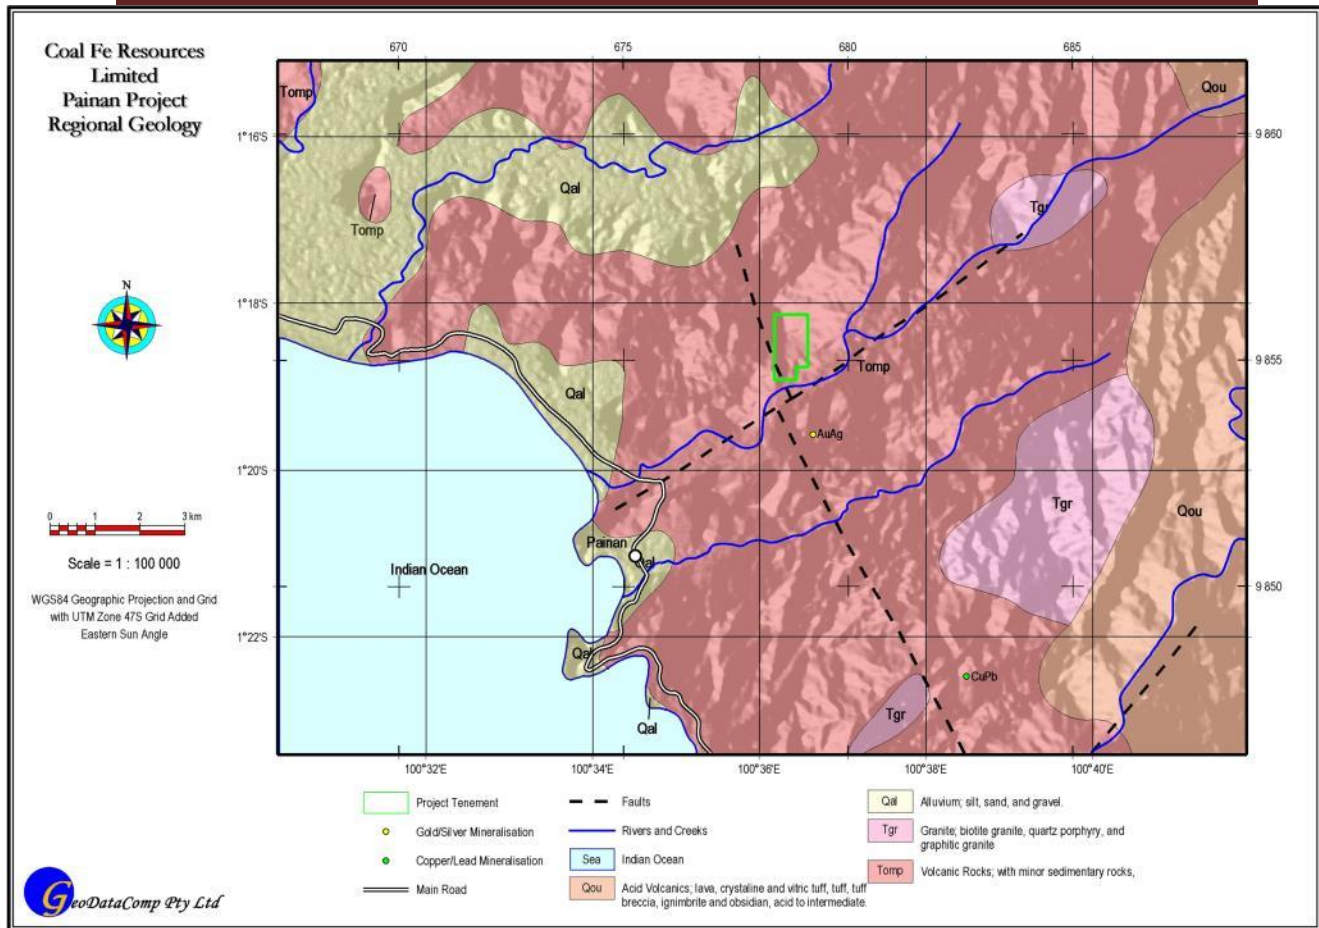 Coal Fe Resources
Limited
Painan Project
Regional Geology
N
0 1 2 3 km
Scale = 1 : 100 000
WGS84 Geographic Projection and Grid
with UTM Zone 47S Grid Added
Eastern Sun Angle
670 675 680 685
Tomp
Qou
1°16'S
9 860
Qal
Tgr
Tomp
1°18'S
9 855
Tomp
Qal
AuAg
1°20'S
Tgr
Qou
Painan
Qal
Indian Ocean
9 850
1°22'S
Qal
CuPb
Tgr
Qal
100°32'E 100°34'E 100°36'E 100°38'E 100°40'E
Project Tenement
Gold/Silver Mineralisation
Copper/Lead Mineralisation
Main Road
Faults
Rivers and Creeks
Sea Indian Ocean
Qou Acid Volcanics; lava, crystaline and vitric tuff, tuff, tuff
breccia, ignimbrite and obsidian, acid to intermediate.
Qal Alluvium; silt, sand, and gravel.
Tgr Granite; biotite granite, quartz porphyry, and
graphitic granite
Tomp Volcanic Rocks; with minor sedimentary rocks,
GeoDataComp Pty Ltd